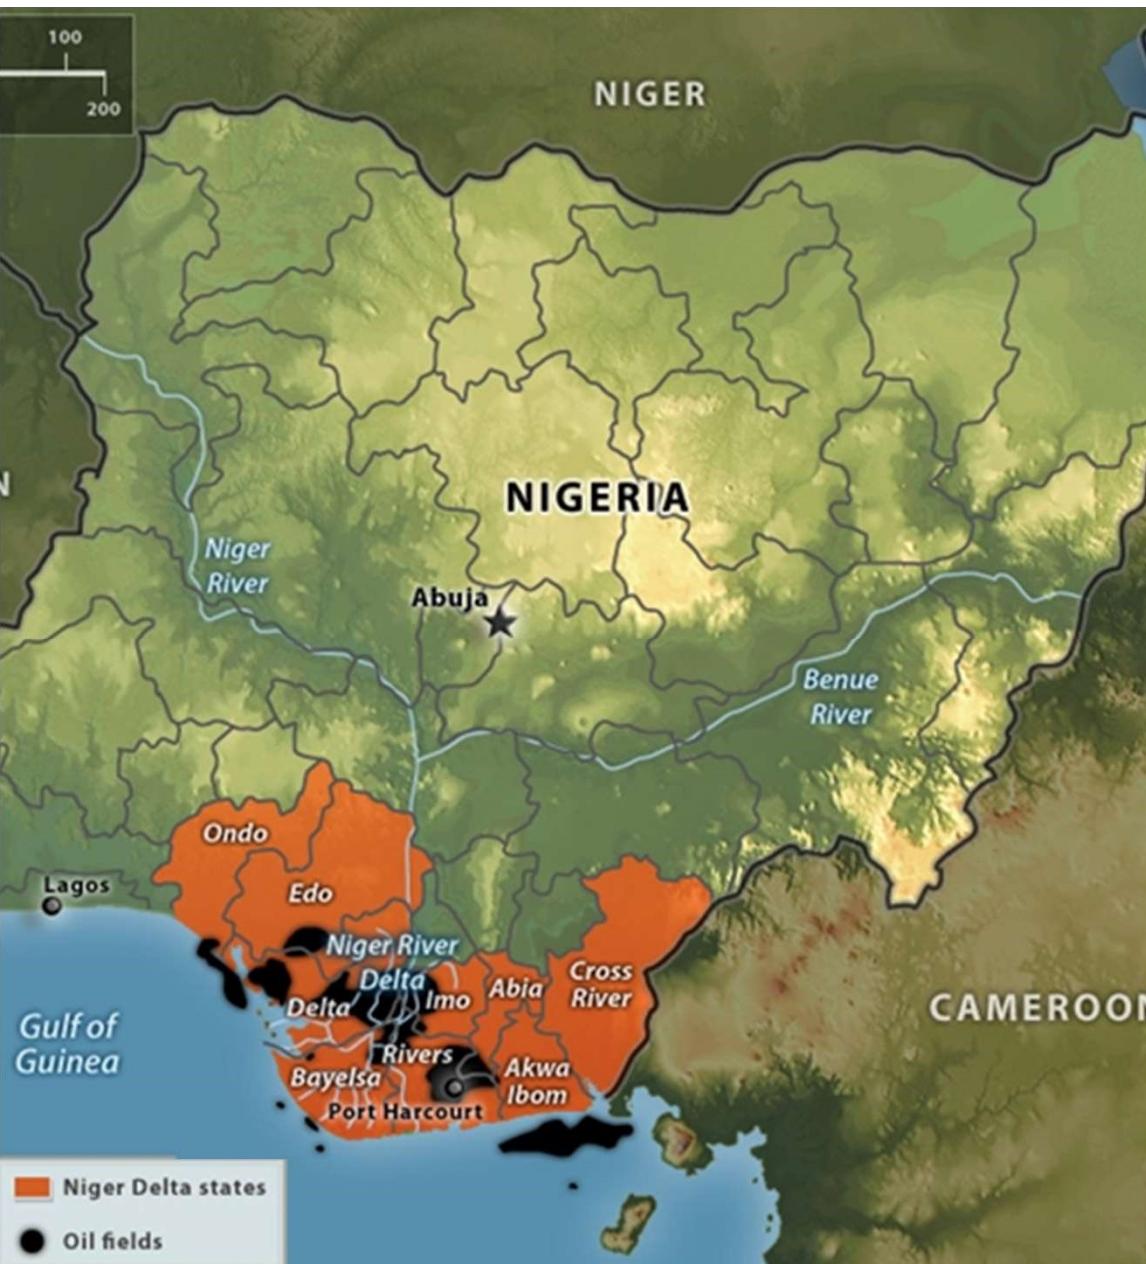 100
200
NIGER
N
NIGERIA
Niger
River
Abuja
Benue
River
Ondo
Lagos
Edo
Niger River
Delta
Cross
River
Abia
Imo
Delta
Gulf of
Guinea
CAMEROON
Rivers
Akwa
Ibom
Bayelsa
Port Harcourt
Niger Delta states
Oil fields